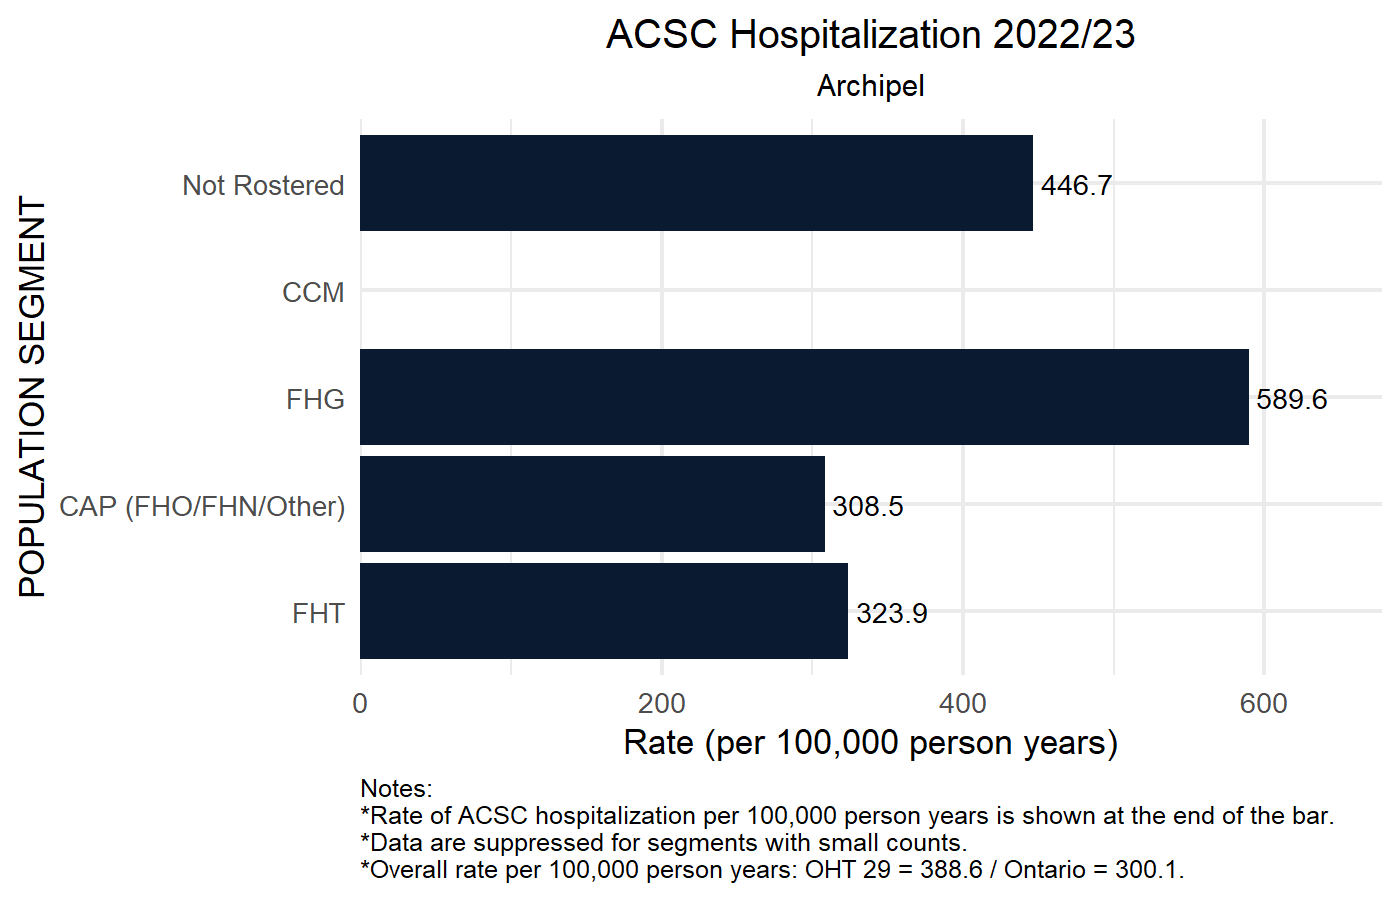 ACSC Hospitalization 2022/23
Archipel
POPULATION SEGMENT
Not Rostered
446.7
CCM
FHG
589.6
CAP (FHO/FHN/Other)
308.5
FHT
323.9
0
200
400
600
Rate (per 100,000 person years)
Notes:
*Rate of ACSC hospitalization per 100,000 person years is shown at the end of the bar.
*Data are suppressed for segments with small counts.
*Overall rate per 100,000 person years: OHT 29 = 388.6 / Ontario = 300.1.